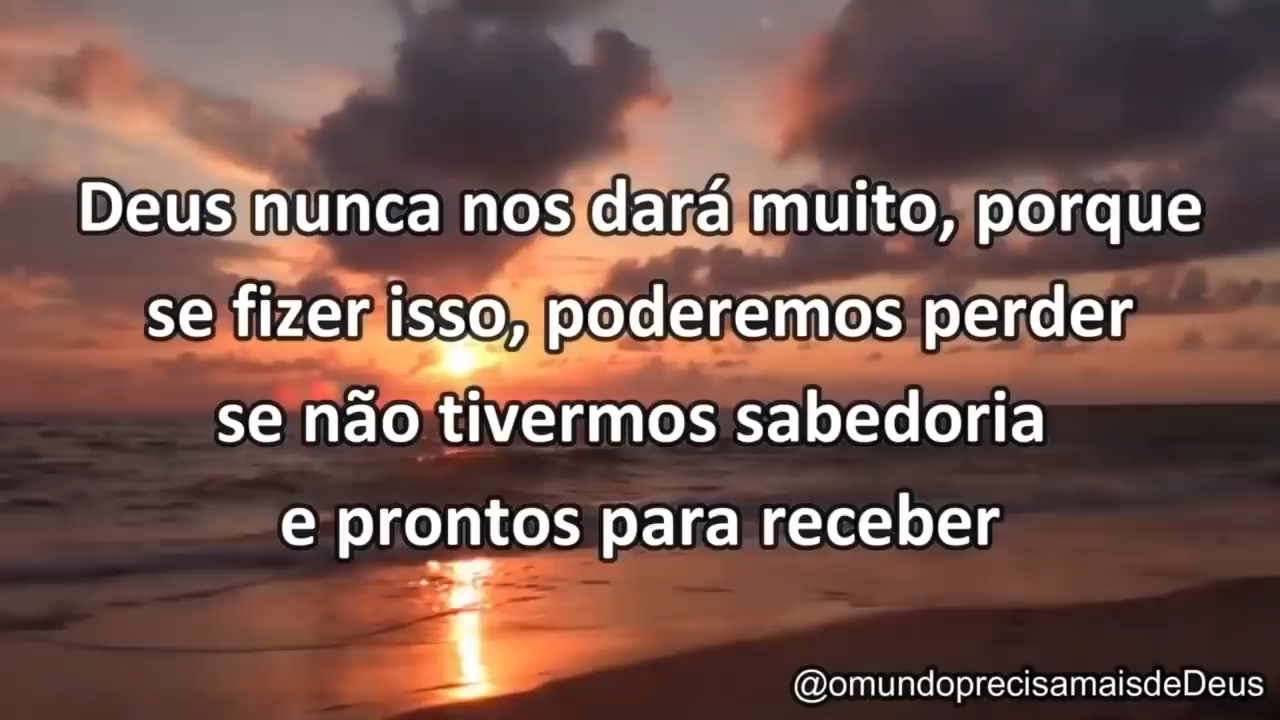 Deus nunca nos dará muito, porque
se fizer isso, poderemos perder
se não tivermos sabedoria
e prontos para receber
@omundoprecisamaisdeDeus